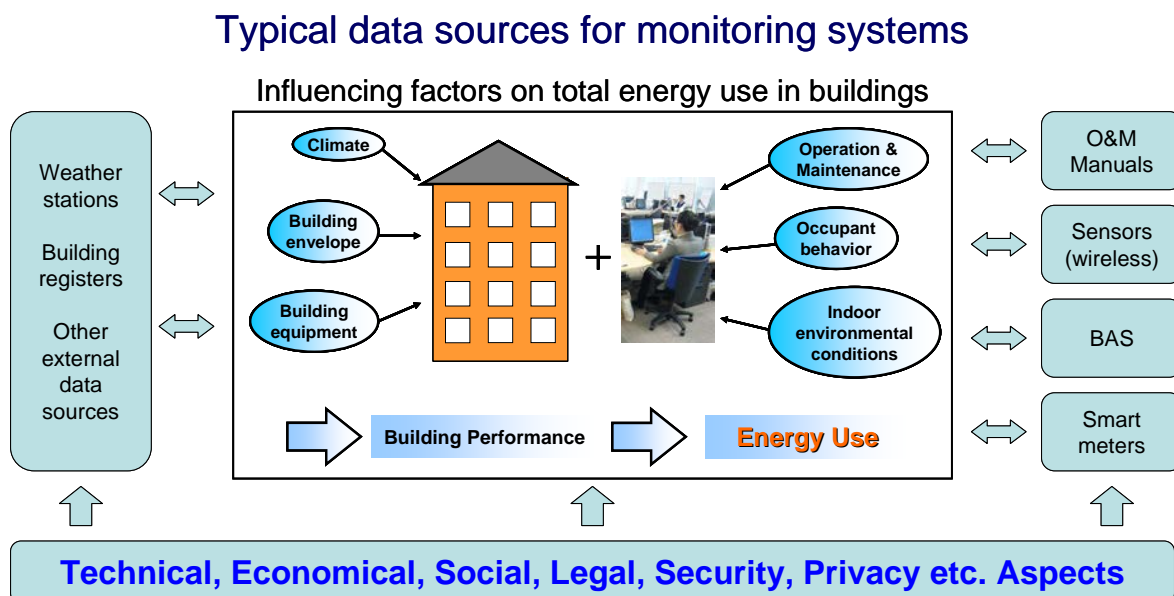 Typical data sources for monitoring systems
Influencing factors on total energy use in buildings
Weather
stations
Building
registers
Other
external
data
sources
Climate
Building
envelope
Building
equipment
+
Operation &
Maintenance
Occupant
behavior
Indoor
environmental
conditions
Building Performance
Energy Use
O&M
Manuals
Sensors
(wireless)
BAS
Smart
meters
Technical, Economical, Social, Legal, Security, Privacy etc. Aspects